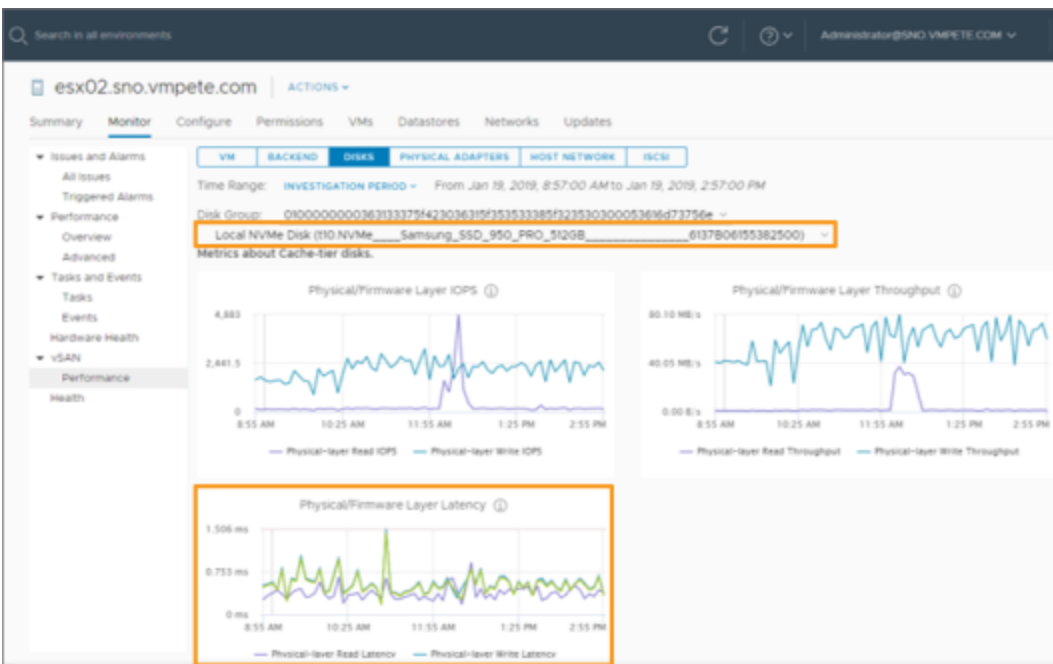 Search in all environments
Administrator@SNO.VMPETE.COM
esx02.sno.vmpete.com ACTIONS
Summary Monitor Configure Permissions VMs Datastores Networks Updates
Issues and Alarms
All Issues
Triggered Alarms
Performance
Overview
Advanced
Tasks and Events
Tasks
Events
Hardware Health
vSAN
Performance
Health
VM BACKEND DISKS PHYSICAL ADAPTERS HOST NETWORK ISCSI
Time Range: INVESTIGATION PERIOD From Jan 19, 2019, 8:57:00 AM to Jan 19, 2019, 2:57:00 PM
Disk Group:
Local NVMe Disk (t10.NVMe____Samsung_SSD_950_PRO_512GB_________________6137B06155382500)
Metrics about Cache-tier disks.
Physical/Firmware Layer IOPS
4,883
2,441.5
0
8:55 AM 10:25 AM 11:55 AM 1:25 PM 2:55 PM
Physical-layer Read IOPS Physical-layer Write IOPS
Physical/Firmware Layer Throughput
80.10 MB/s
40.05 MB/s
0.00 B/s
8:55 AM 10:25 AM 11:55 AM 1:25 PM 2:55 PM
Physical-layer Read Throughput Physical-layer Write Throughput
Physical/Firmware Layer Latency
1.506 ms
0.753 ms
0 ms
8:55 AM 10:25 AM 11:55 AM 1:25 PM 2:55 PM
Physical-layer Read Latency Physical-layer Write Latency